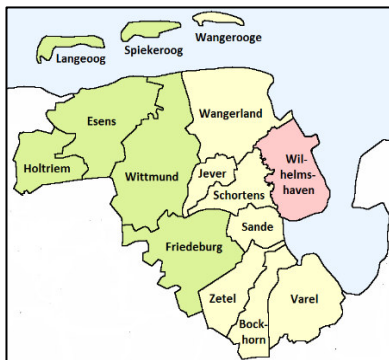 Wangerooge
Spiekeroog
Langeoog
Esens
Wangerland
Holtriem
Wittmund
Jever
Wil-
helms-
haven
Schortens
Sande
Friedeburg
Zetel
Varel
Bock-
horn